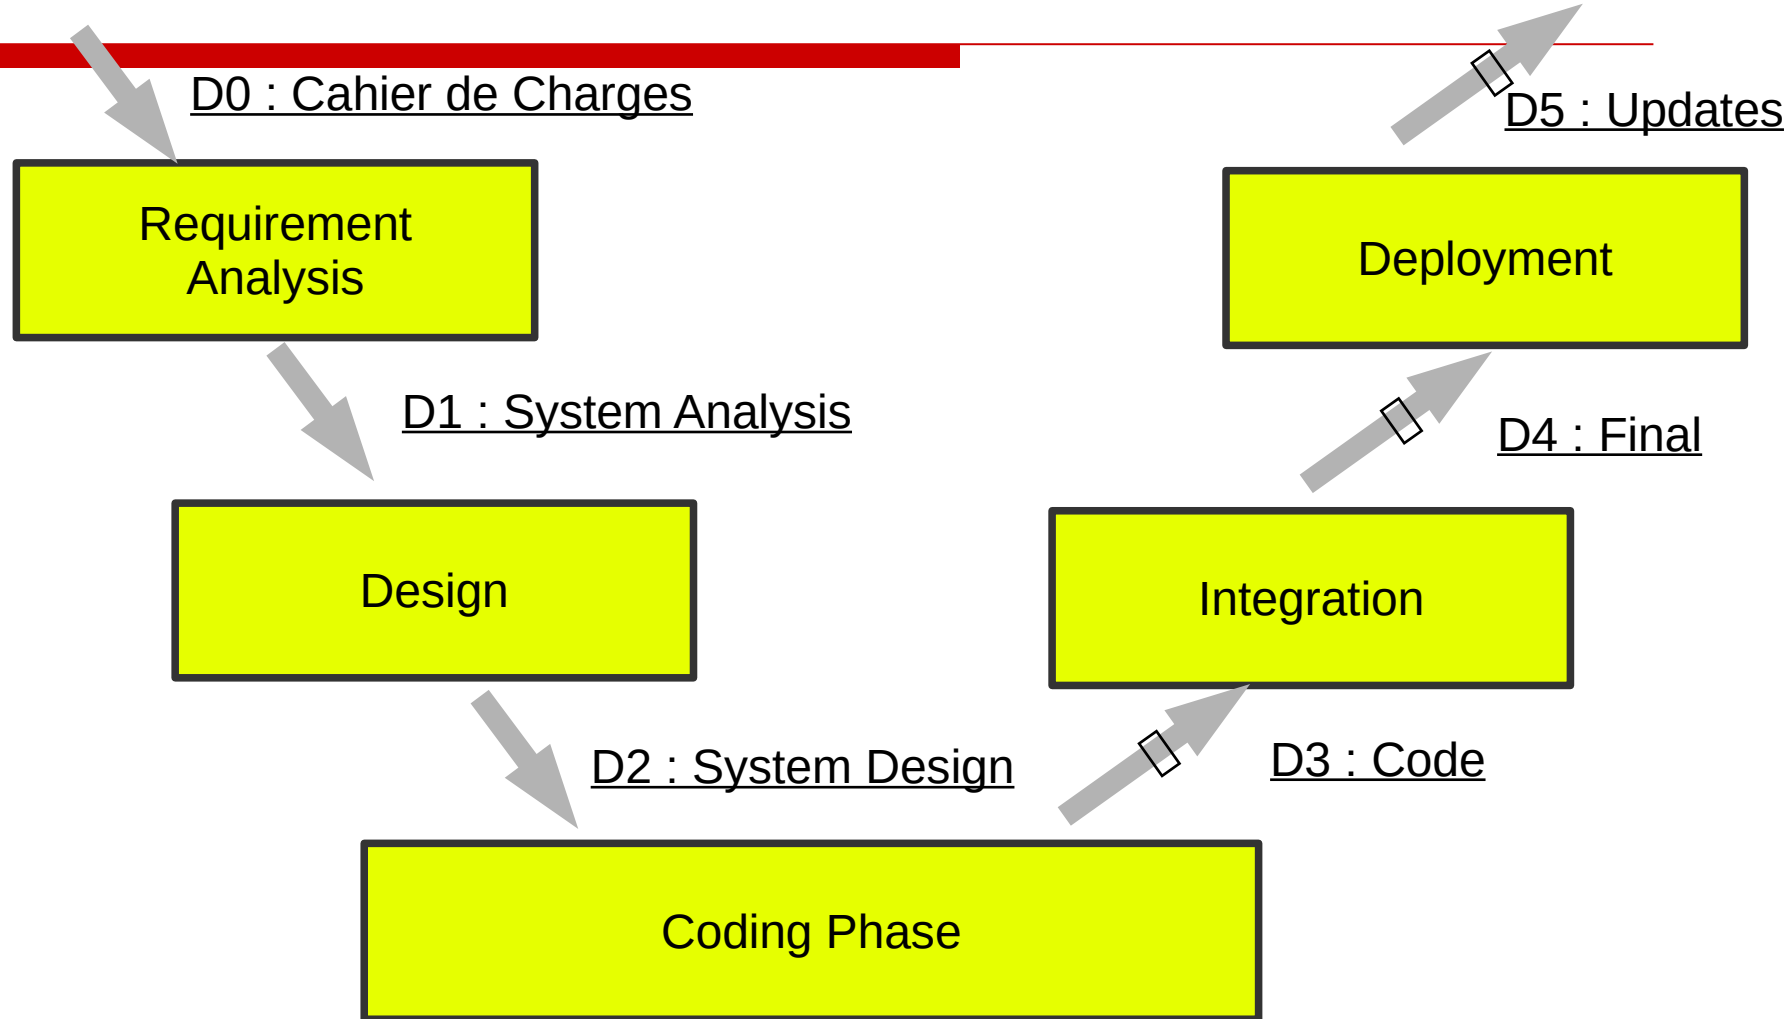 D0 : Cahier de Charges
D5 : Updates
Requirement
Analysis
Deployment
D1 : System Analysis
D4 : Final
Design
Integration
D2 : System Design
D3 : Code
Coding Phase